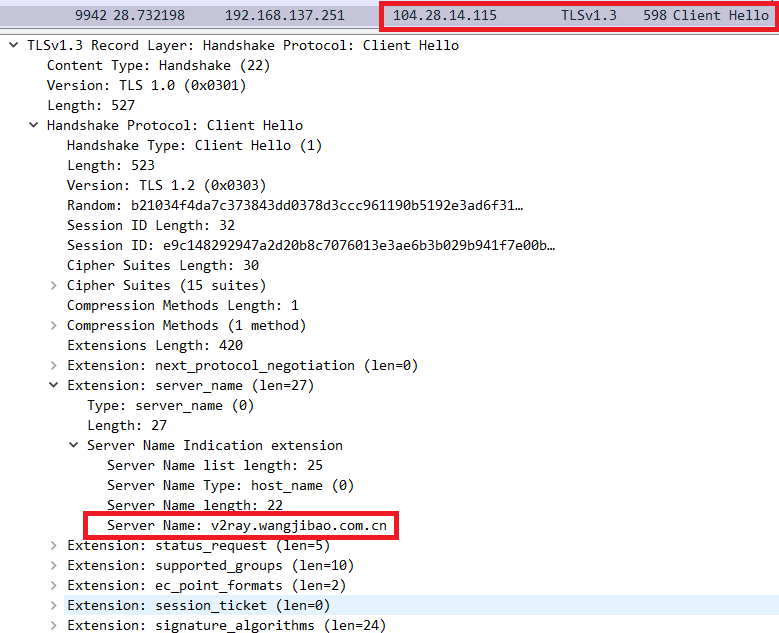 9942 28.732198 192.168.137.251 104.28.14.115 TLSv1.3 598 Client Hello
TLSv1.3 Record Layer: Handshake Protocol: Client Hello
Content Type: Handshake (22)
Version: TLS 1.0 (0x0301)
Length: 527
Handshake Protocol: Client Hello
Handshake Type: Client Hello (1)
Length: 523
Version: TLS 1.2 (0x0303)
Random: b21034f4da7c373843dd0378d3ccc961190b5192e3ad6f31…
Session ID Length: 32
Session ID: e9c148292947a2d20b8c7076013e3ae6b3b029b941f7e00b…
Cipher Suites Length: 30
Cipher Suites (15 suites)
Compression Methods Length: 1
Compression Methods (1 method)
Extensions Length: 420
Extension: next_protocol_negotiation (len=0)
Extension: server_name (len=27)
Type: server_name (0)
Length: 27
Server Name Indication extension
Server Name list length: 25
Server Name Type: host_name (0)
Server Name length: 22
Server Name: v2ray.wangjibao.com.cn
Extension: status_request (len=5)
Extension: supported_groups (len=10)
Extension: ec_point_formats (len=2)
Extension: session_ticket (len=0)
Extension: signature_algorithms (len=24)